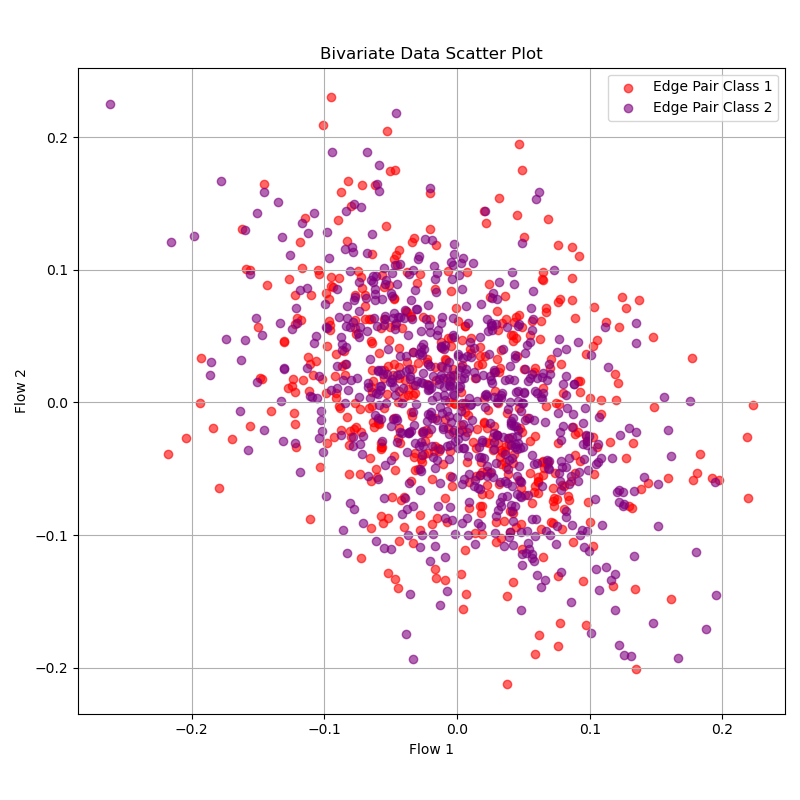 Bivariate Data Scatter Plot
Edge Pair Class 1
Edge Pair Class 2
0.2
0.1
0.0
−0.1
−0.2
Flow 2
−0.2
−0.1
0.0
0.1
0.2
Flow 1